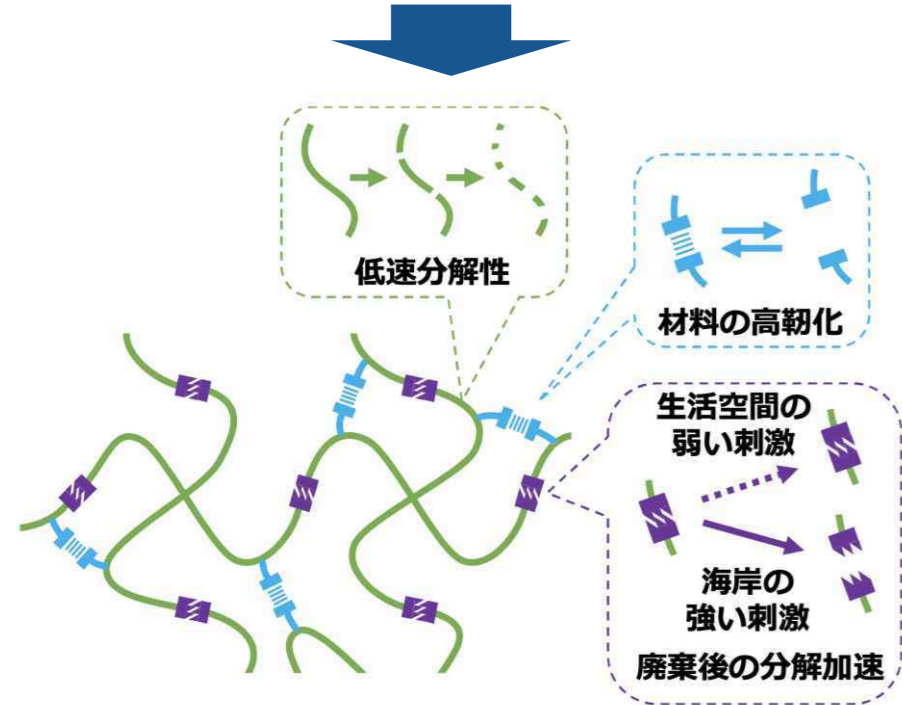 低速分解性
材料の高靭化
生活空間の
弱い刺激
海岸の
強い刺激
廃棄後の分解加速